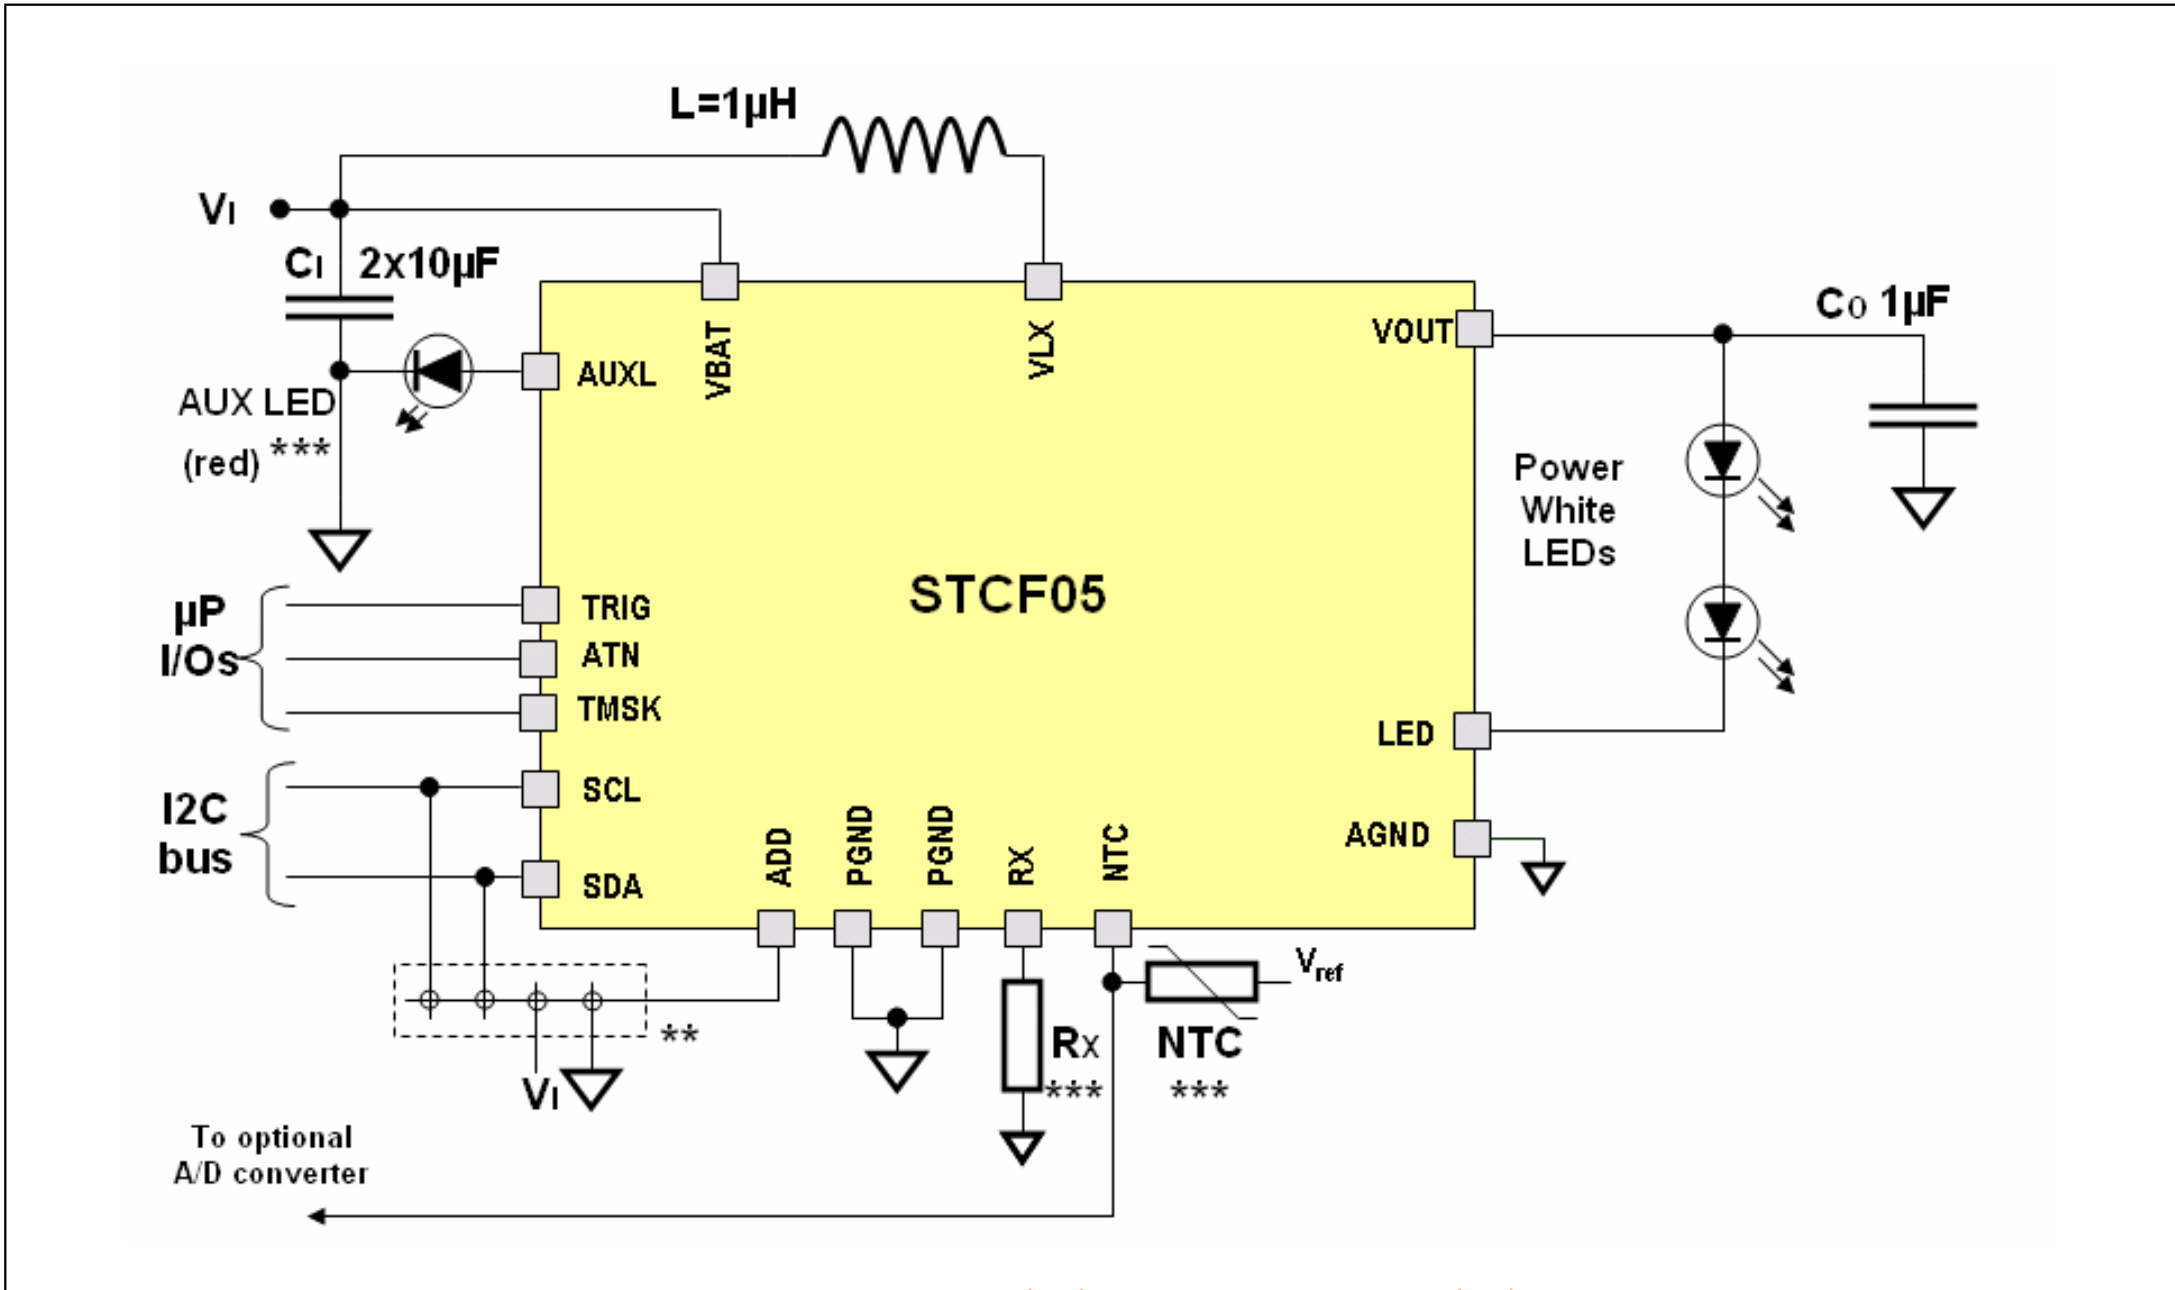 L=1µH
VI
CI 2x10µF
CO 1µF
VBAT
VLX
VOUT
AUXL
AUX LED
(red) ***
Power
White
LEDs
STCF05
µP
I/Os
TRIG
ATN
TMSK
LED
I2C
bus
SCL
SDA
AGND
ADD
PGND
PGND
RX
NTC
Vref
**
RX
***
NTC
***
VI
To optional
A/D converter